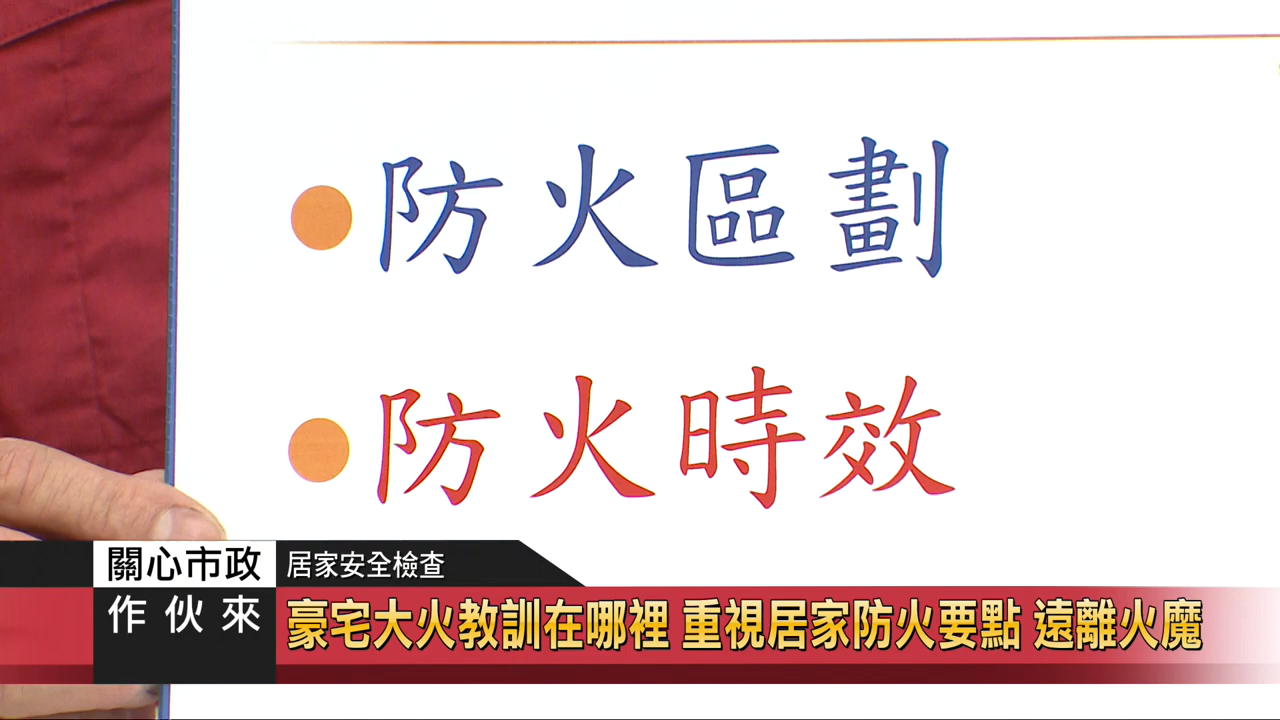 防火區劃
防火時效
關心市政
居家安全檢查
作伙來
豪宅大火教訓在哪裡 重視居家防火要點 遠離火魔